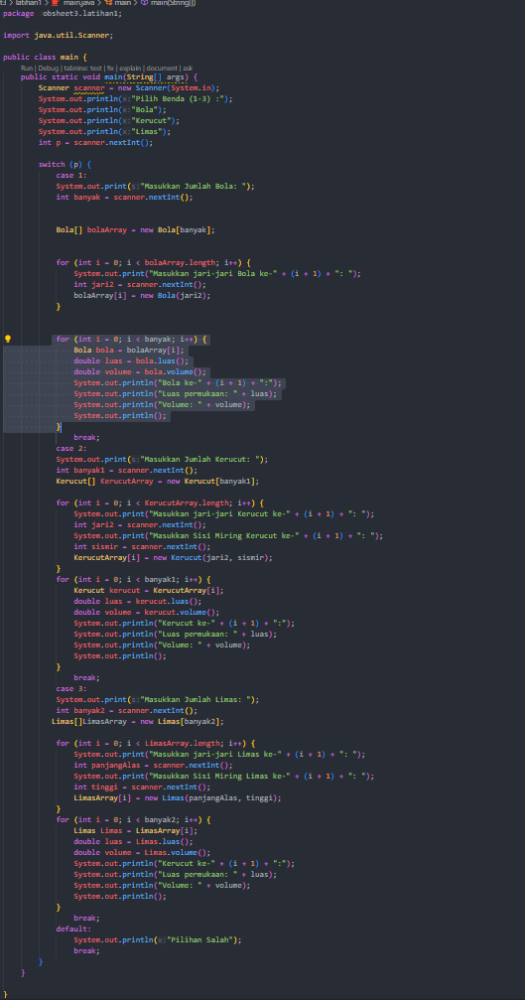 t3 > latihan1 > main.java > main > main(String[])
package obsheet3.latihan1;
import java.util.Scanner;
public class main {
Run | Debug | tabnine: test | fix | explain | document | ask
public static void main(String[] args) {
Scanner scanner = new Scanner(System.in);
System.out.println(x:"Pilih Benda (1-3) :");
System.out.println(x:"Bola");
System.out.println(x:"Kerucut");
System.out.println(x:"Limas");
int p = scanner.nextInt();
switch (p) {
case 1:
System.out.print(s:"Masukkan Jumlah Bola: ");
int banyak = scanner.nextInt();
Bola[] bolaArray = new Bola[banyak];
for (int i = 0; i < bolaArray.length; i++) {
System.out.print("Masukan jari-jari Bola ke-" + (i + 1) + ": ");
int jari2 = scanner.nextInt();
bolaArray[i] = new Bola(jari2);
}
for (int i = 0; i < banyak; i++) {
Bola bola = bolaArray[i];
double luas = bola.luas();
double volume = bola.volume();
System.out.println("Bola ke-" + (i + 1) + ":");
System.out.println("Luas permukaan: " + luas);
System.out.println("Volume: " + volume);
System.out.println();
}
break;
case 2:
System.out.print(s:"Masukkan Jumlah Kerucut: ");
int banyak1 = scanner.nextInt();
Kerucut[] KerucutArray = new Kerucut[banyak1];
for (int i = 0; i < KerucutArray.length; i++) {
System.out.print("Masukkan jari-jari Kerucut ke-" + (i + 1) + ": ");
int jari2 = scanner.nextInt();
System.out.print("Masukkan Sisi Miring Kerucut ke-" + (i + 1) + ": ");
int sismir = scanner.nextInt();
KerucutArray[i] = new Kerucut(jari2, sismir);
}
for (int i = 0; i < banyak1; i++) {
Kerucut kerucut = KerucutArray[i];
double luas = kerucut.luas();
double volume = kerucut.volume();
System.out.println("Kerucut ke-" + (i + 1) + ":");
System.out.println("Luas permukaan: " + luas);
System.out.println("Volume: " + volume);
System.out.println();
}
break;
case 3:
System.out.print(s:"Masukkan Jumlah Limas: ");
int banyak2 = scanner.nextInt();
Limas[]LimasArray = new Limas[banyak2];
for (int i = 0; i < LimasArray.length; i++) {
System.out.print("Masukkan jari-jari Limas ke-" + (i + 1) + ": ");
int panjangAlas = scanner.nextInt();
System.out.print("Masukkan Sisi Miring Limas ke-" + (i + 1) + ": ");
int tinggi = scanner.nextInt();
LimasArray[i] = new Limas(panjangAlas, tinggi);
}
for (int i = 0; i < banyak2; i++) {
Limas Limas = LimasArray[i];
double luas = Limas.luas();
double volume = Limas.volume();
System.out.println("Kerucut ke-" + (i + 1) + ":");
System.out.println("Luas permukaan: " + luas);
System.out.println("Volume: " + volume);
System.out.println();
}
break;
default:
System.out.println(x:"Pilihan Salah");
break;
}
}
}